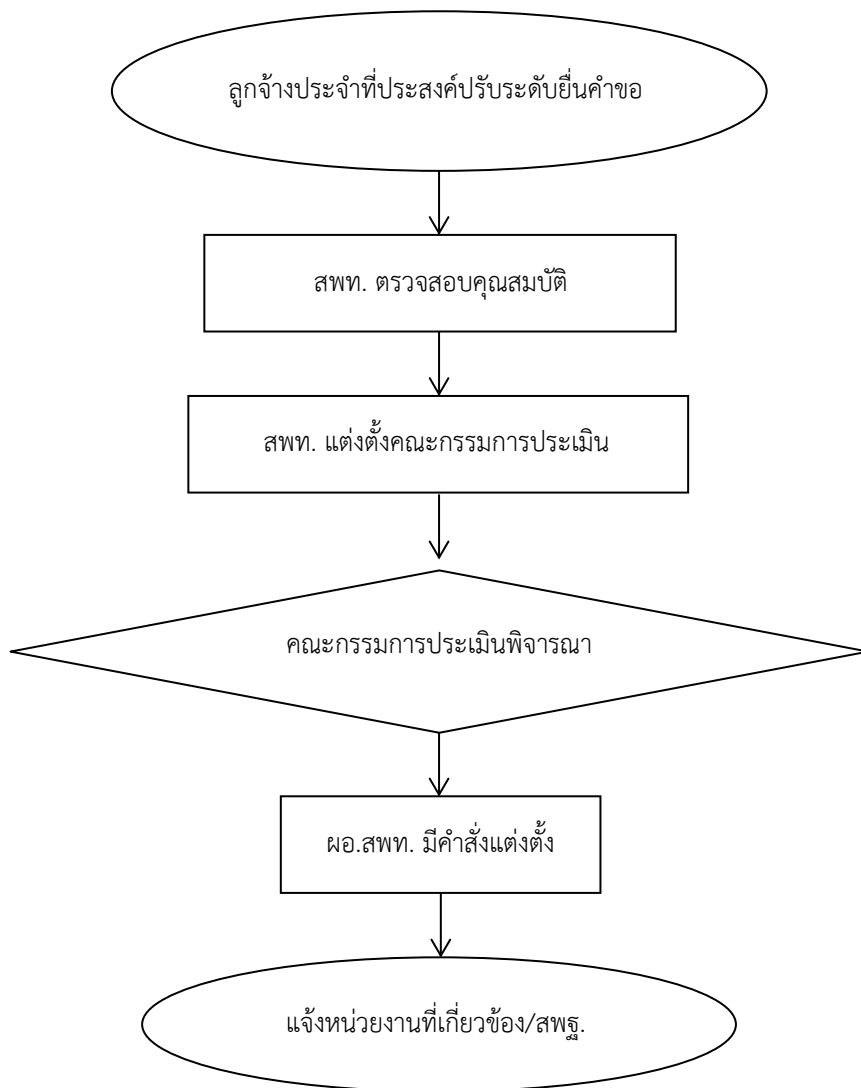 ลูกจ้างประจำที่ประสงค์ปรับระดับยื่นคำขอ
สพท. ตรวจสอบคุณสมบัติ
สพท. แต่งตั้งคณะกรรมการประเมิน
คณะกรรมการประเมินพิจารณา
ผอ.สพท. มีคำสั่งแต่งตั้ง
แจ้งหน่วยงานที่เกี่ยวข้อง/สพฐ.